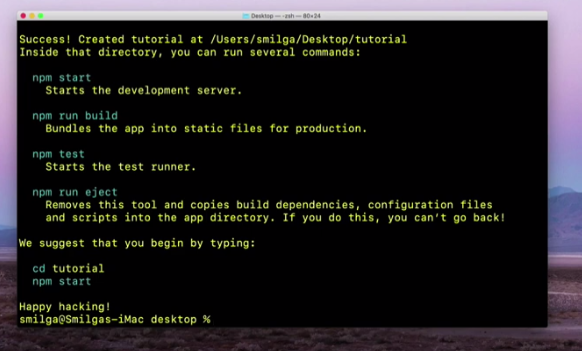 Desktop — -zsh — 80×24
Success! Created tutorial at /Users/smilga/Desktop/tutorial
Inside that directory, you can run several commands:
npm start
Starts the development server.
npm run build
Bundles the app into static files for production.
npm test
Starts the test runner.
npm run eject
Removes this tool and copies build dependencies, configuration files
and scripts into the app directory. If you do this, you can't go back!
We suggest that you begin by typing:
cd tutorial
npm start
Happy hacking!
smilga@Smilgas-iMac desktop %